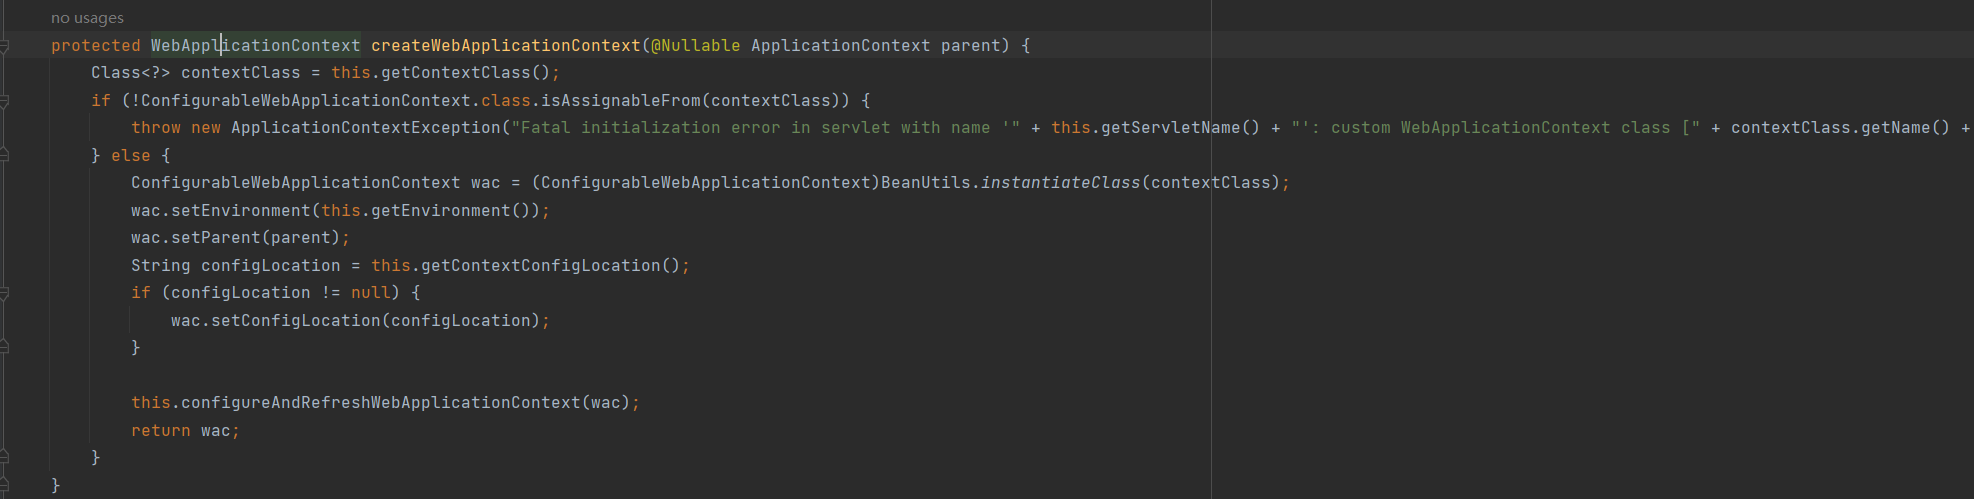 no usages
protected WebApplicationContext createWebApplicationContext(@Nullable ApplicationContext parent) {
Class<?> contextClass = this.getContextClass();
if (!ConfigurableWebApplicationContext.class.isAssignableFrom(contextClass)) {
throw new ApplicationContextException("Fatal initialization error in servlet with name '" + this.getServletName() + "': custom WebApplicationContext class [" + contextClass.getName() +
} else {
ConfigurableWebApplicationContext wac = (ConfigurableWebApplicationContext)BeanUtils.instantiateClass(contextClass);
wac.setEnvironment(this.getEnvironment());
wac.setParent(parent);
String configLocation = this.getContextConfigLocation();
if (configLocation != null) {
wac.setConfigLocation(configLocation);
}
this.configureAndRefreshWebApplicationContext(wac);
return wac;
}
}